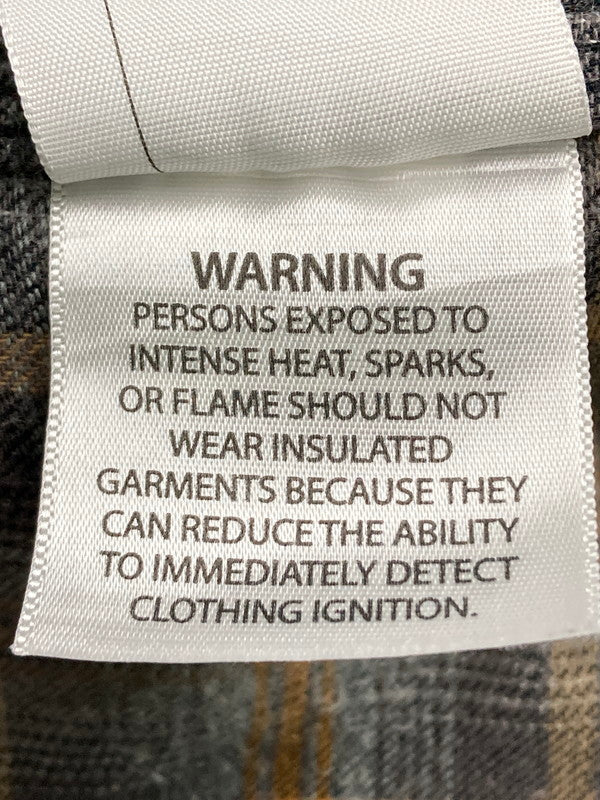 WARNING
PERSONS EXPOSED TO
INTENSE HEAT, SPARKS,
OR FLAME SHOULD NOT
WEAR INSULATED
GARMENTS BECAUSE THEY
CAN REDUCE THE ABILITY
TO IMMEDIATELY DETECT
CLOTHING IGNITION.